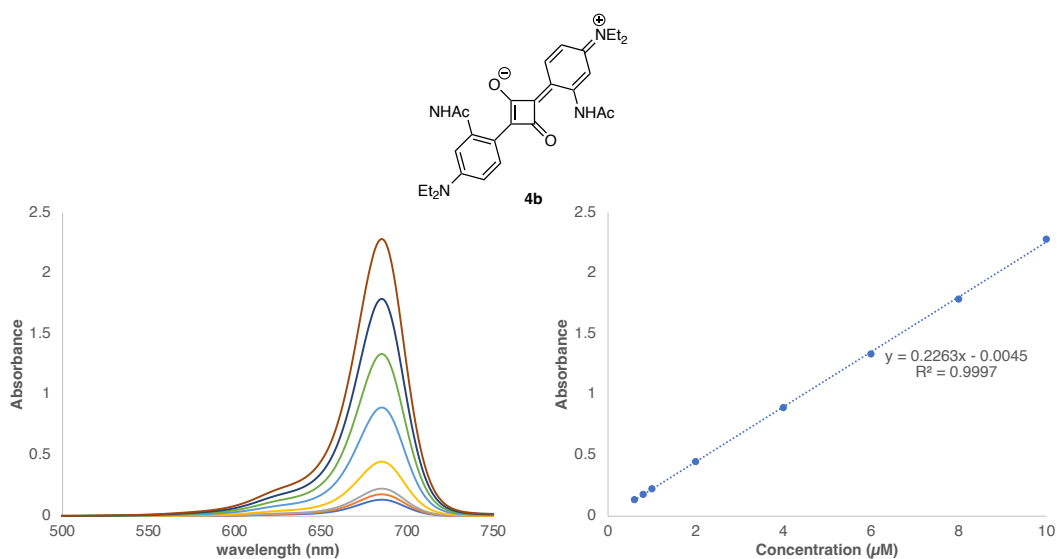 ⊕
NEt2
O⊖
NHAc
NHAc
O
Et2N
4b
2.5
2
1.5
1
0.5
0
500
550
600
650
700
750
Absorbance
wavelength (nm)
2.5
2
1.5
1
0.5
0
0
2
4
6
8
10
Absorbance
Concentration (µM)
y = 0.2263x - 0.0045
R² = 0.9997